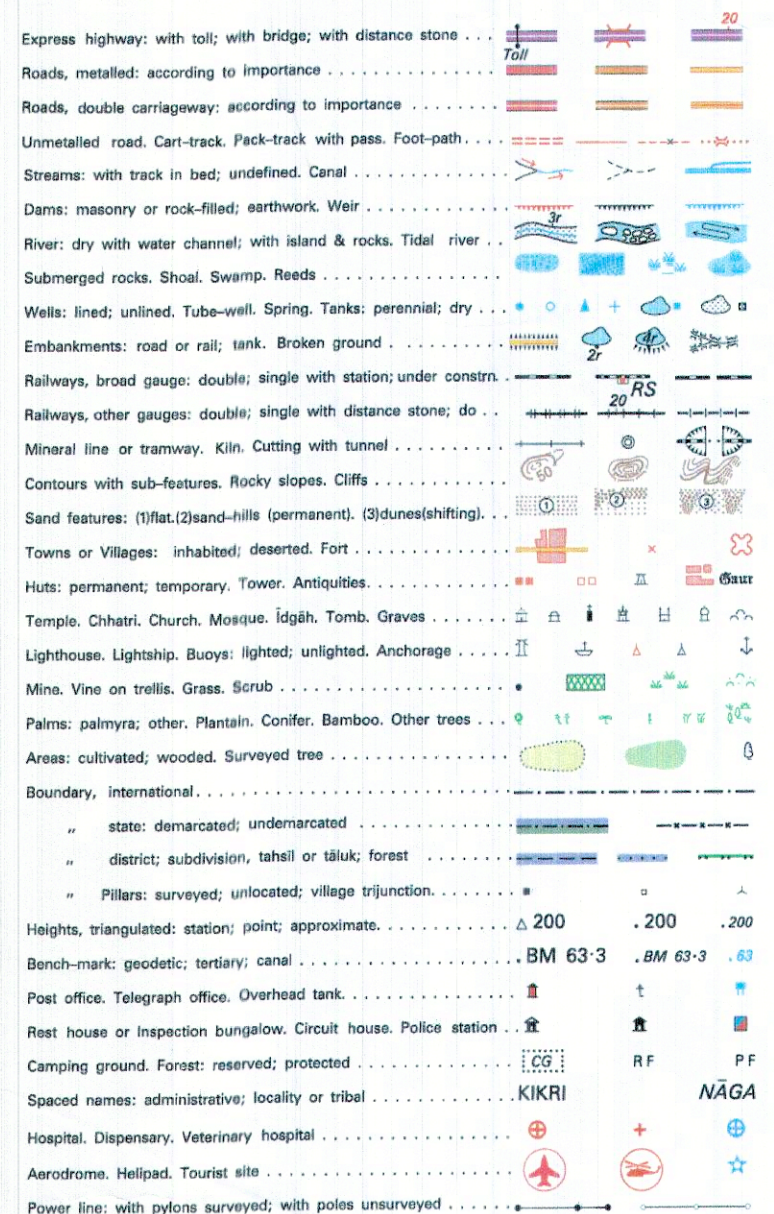 20
Express highway: with toll; with bridge; with distance stone . . .
Toll
Roads, metalled: according to importance . . . . . . . . . . . . . . .
Roads, double carriageway: according to importance . . . . . . . .
Unmetalled road. Cart-track. Pack-track with pass. Foot-path. . . .
Streams: with track in bed; undefined. Canal . . . . . . . . . . . . .
Dams: masonry or rock-filled; earthwork. Weir . . . . . . . . . . . .
3r
River: dry with water channel; with island & rocks. Tidal river . .
Submerged rocks. Shoal. Swamp. Reeds . . . . . . . . . . . . . . .
Wells: lined; unlined. Tube-well. Spring. Tanks: perennial; dry . . .
Embankments: road or rail; tank. Broken ground . . . . . . . . . .
2r 4r
Railways, broad gauge: double; single with station; under constrn. .
RS
20
Railways, other gauges: double; single with distance stone; do . .
Mineral line or tramway. Kiln. Cutting with tunnel . . . . . . . . . .
Contours with sub-features. Rocky slopes. Cliffs . . . . . . . . . . .
50
Sand features: (1)flat.(2)sand-hills (permanent). (3)dunes(shifting). . .
1 2 3
Towns or Villages: inhabited; deserted. Fort . . . . . . . . . . . . .
Huts: permanent; temporary. Tower. Antiquities. . . . . . . . . . . . Gaur
Temple. Chhatri. Church. Mosque. Īdgāh. Tomb. Graves . . . . . . .
Lighthouse. Lightship. Buoys: lighted; unlighted. Anchorage . . . . .
Mine. Vine on trellis. Grass. Scrub . . . . . . . . . . . . . . . . . .
Palms: palmyra; other. Plantain. Conifer. Bamboo. Other trees . . .
Areas: cultivated; wooded. Surveyed tree . . . . . . . . . . . . . . .
Boundary, international. . . . . . . . . . . . . . . . . . . . . . . . .
„ state: demarcated; undemarcated . . . . . . . . . . . .
„ district; subdivision, tahsīl or tāluk; forest . . . . . . .
„ Pillars: surveyed; unlocated; village trijunction. . . . . . . .
Heights, triangulated: station; point; approximate. . . . . . . . . . . 200 .200 .200
Bench-mark: geodetic; tertiary; canal . . . . . . . . . . . . . . . . .BM 63·3 .BM 63·3 .63
Post office. Telegraph office. Overhead tank. . . . . . . . . . . . . .
Rest house or Inspection bungalow. Circuit house. Police station . .
Camping ground. Forest: reserved; protected . . . . . . . . . . . . . CG RF PF
Spaced names: administrative; locality or tribal . . . . . . . . . . . .KIKRI NĀGA
Hospital. Dispensary. Veterinary hospital . . . . . . . . . . . . . . .
Aerodrome. Helipad. Tourist site . . . . . . . . . . . . . . . . . . .
Power line: with pylons surveyed; with poles unsurveyed . . . . . .